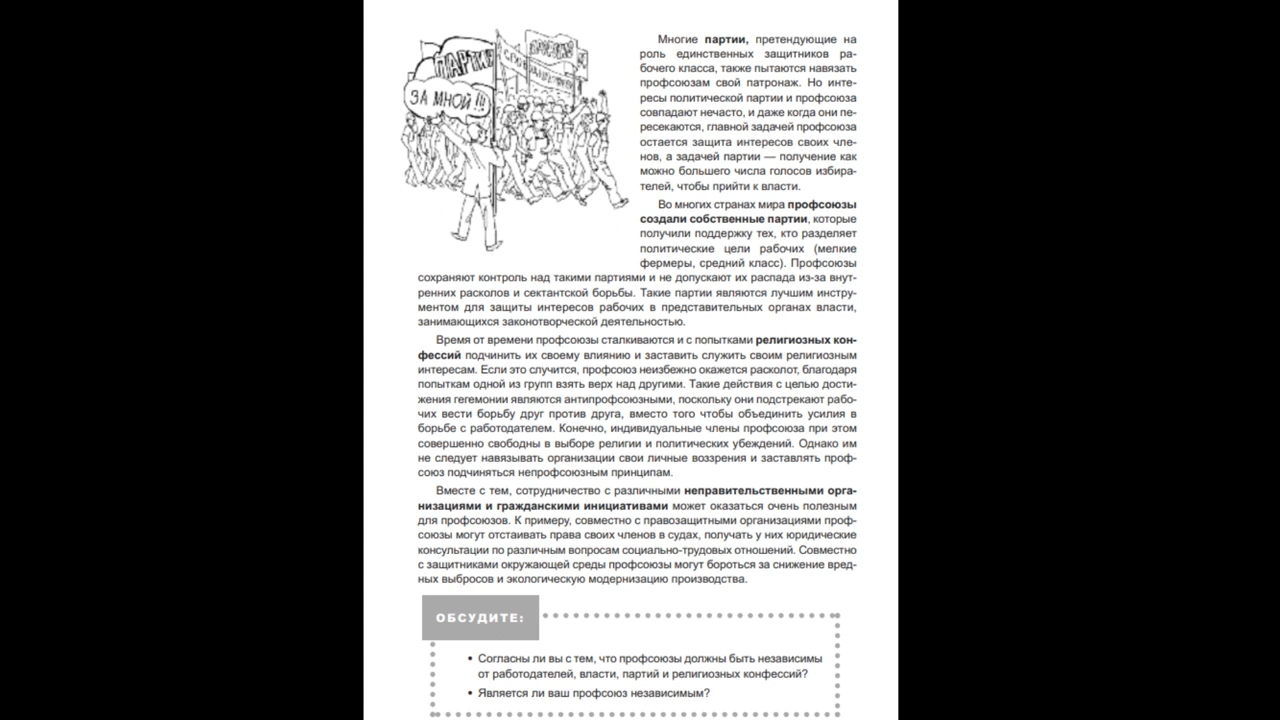 ПАРТИЯ
ЗА МНОЙ !!!
Многие партии, претендующие на
роль единственных защитников ра-
бочего класса, также пытаются навязать
профсоюзам свой патронаж. Но инте-
ресы политической партии и профсоюза
совпадают нечасто, и даже когда они пе-
ресекаются, главной задачей профсоюза
остается защита интересов своих чле-
нов, а задачей партии — получение как
можно большего числа голосов избира-
телей, чтобы прийти к власти.
Во многих странах мира профсоюзы
создали собственные партии, которые
получили поддержку тех, кто разделяет
политические цели рабочих (мелкие
фермеры, средний класс). Профсоюзы
сохраняют контроль над такими партиями и не допускают их распада из-за внут-
ренних расколов и сектантской борьбы. Такие партии являются лучшим инстру-
ментом для защиты интересов рабочих в представительных органах власти,
занимающихся законотворческой деятельностью.
Время от времени профсоюзы сталкиваются и с попытками религиозных кон-
фессий подчинить их своему влиянию и заставить служить своим религиозным
интересам. Если это случится, профсоюз неизбежно окажется расколот, благодаря
попыткам одной из групп взять верх над другими. Такие действия с целью дости-
жения гегемонии являются антипрофсоюзными, поскольку они подстрекают рабо-
чих вести борьбу друг против друга, вместо того чтобы объединить усилия в
борьбе с работодателем. Конечно, индивидуальные члены профсоюза при этом
совершенно свободны в выборе религии и политических убеждений. Однако им
не следует навязывать организации свои личные воззрения и заставлять проф-
союз подчиняться непрофсоюзным принципам.
Вместе с тем, сотрудничество с различными неправительственными орга-
низациями и гражданскими инициативами может оказаться очень полезным
для профсоюзов. К примеру, совместно с правозащитными организациями проф-
союзы могут отстаивать права своих членов в судах, получать у них юридические
консультации по различным вопросам социально-трудовых отношений. Совместно
с защитниками окружающей среды профсоюзы могут бороться за снижение вред-
ных выбросов и экологическую модернизацию производства.
ОБСУДИТЕ:
• Согласны ли вы с тем, что профсоюзы должны быть независимы
от работодателей, власти, партий и религиозных конфессий?
• Является ли ваш профсоюз независимым?